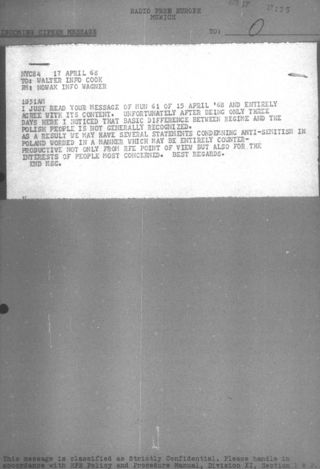 RADIO FREE EUROPE
MUNICH
INCOMING CIPHER MESSAGE
TO:
NYC84 17 APRIL 68
TO: WALTER INFO COOK
FM: NOWAK INFO WAGNER
I JUST READ YOUR MESSAGE OF MUN 61 OF 15 APRIL '68 AND ENTIRELY
AGREE WITH ITS CONTENT. UNFORTUNATELY AFTER BEING ONLY THREE
DAYS HERE I NOTICED THAT BASIC DIFFERENCE BETWEEN REGIME AND THE
POLISH PEOPLE IS NOT GENERALLY RECOGNIZED.
AS A RESULT WE MAY HAVE SEVERAL STATEMENTS CONDEMNING ANTI-SEMITISM IN
POLAND WORDED IN A MANNER WHICH MAY BE ENTIRELY COUNTER-
PRODUCTIVE NOT ONLY FROM RFE POINT OF VIEW BUT ALSO FOR THE
INTERESTS OF PEOPLE MOST CONCERNED. BEST REGARDS.
END MSG.
This message is classified as Strictly Confidential. Please handle in
accordance with RFE Policy and Procedure Manual, Division II, Section